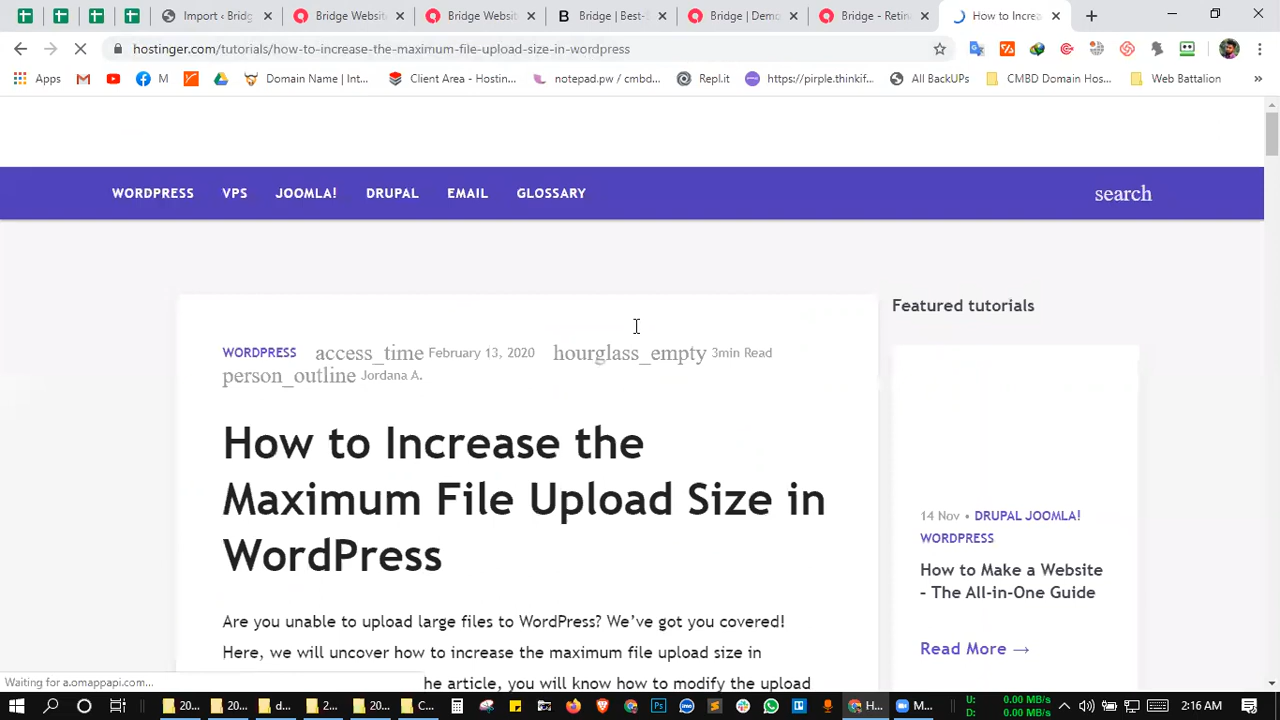 Import ‹ Bridg
Bridge Websit
Bridge Websit
Bridge | Best-S
Bridge | Demo
Bridge - Retin
How to Increa
hostinger.com/tutorials/how-to-increase-the-maximum-file-upload-size-in-wordpress
Apps
M
Domain Name | Int...
Client Area - Hostin...
notepad.pw / cmbd...
Repl.it
https://pirple.thinkif...
All BackUPs
CMBD Domain Hos...
Web Battalion
»
WORDPRESS VPS JOOMLA! DRUPAL EMAIL GLOSSARY
search
WORDPRESS access_time February 13, 2020 hourglass_empty 3min Read
person_outline Jordana A.
How to Increase the
Maximum File Upload Size in
WordPress
Are you unable to upload large files to WordPress? We’ve got you covered!
Here, we will uncover how to increase the maximum file upload size in
he article, you will know how to modify the upload
Featured tutorials
14 Nov • DRUPAL JOOMLA!
WORDPRESS
How to Make a Website
– The All-in-One Guide
Read More →
Waiting for a.omappapi.com...
20...
20...
d...
2...
20...
C...
H...
M...
U: 0.00 MB/s
D: 0.00 MB/s
2:16 AM